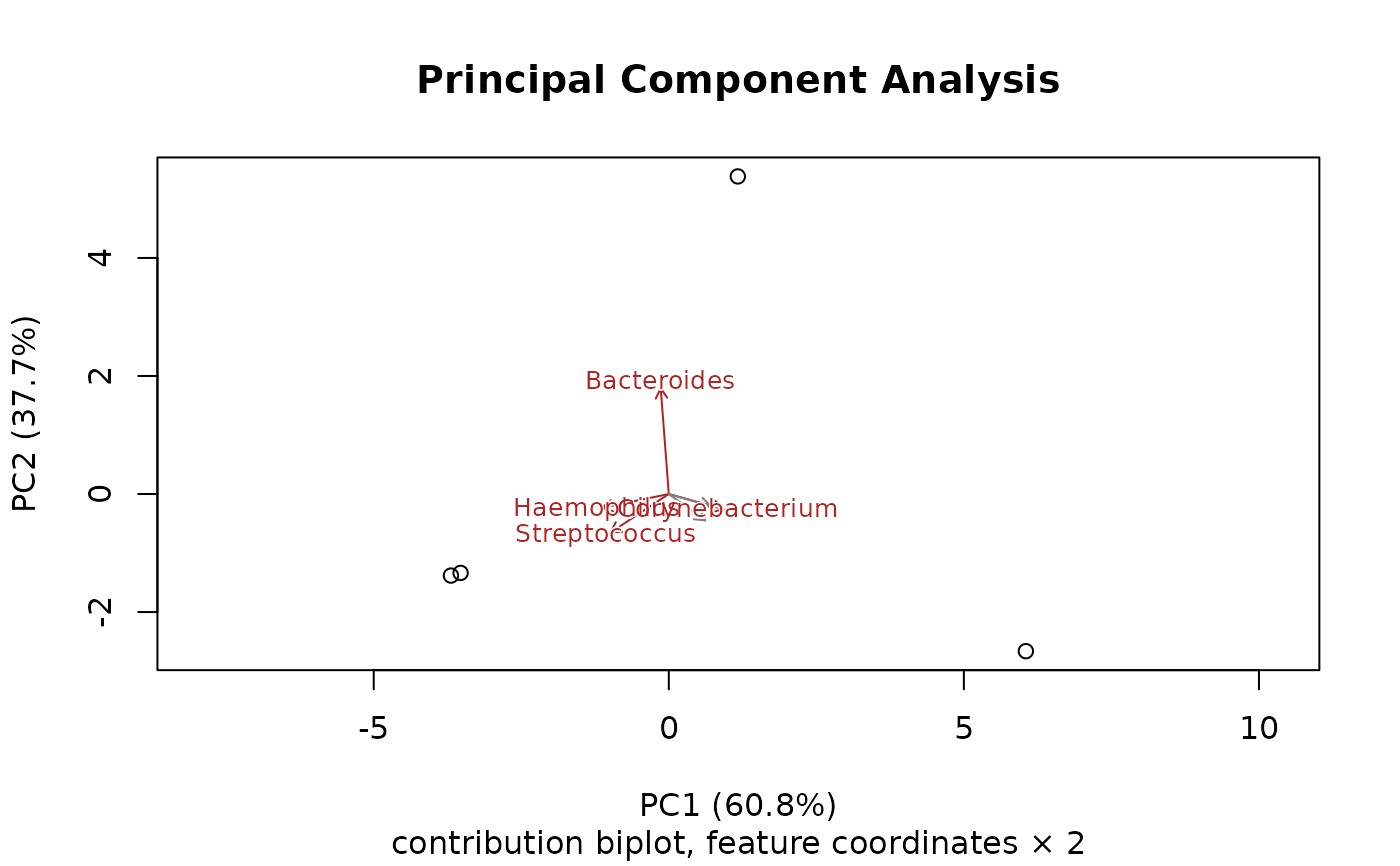 Principal Component Analysis
PC2 (37.7%)
4
2
0
-2
Bacteroides
Haemophilus
Corynebacterium
Streptococcus
-5
0
5
10
PC1 (60.8%)
contribution biplot, feature coordinates × 2